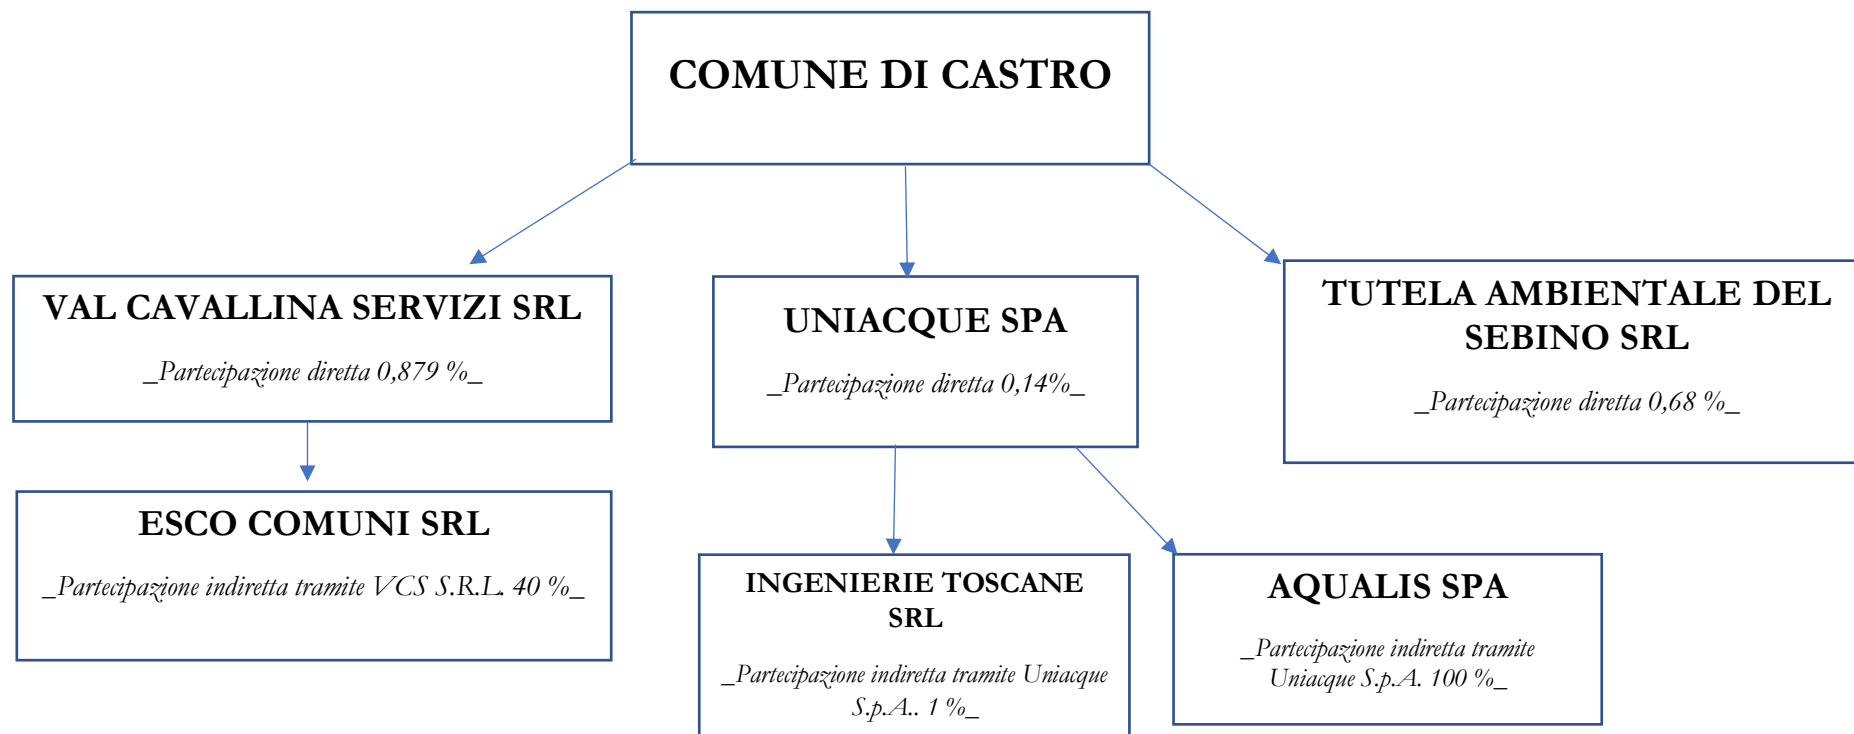 COMUNE DI CASTRO
VAL CAVALLINA SERVIZI SRL
_Partecipazione diretta 0,879 %_
UNIACQUE SPA
_Partecipazione diretta 0,14%_
TUTELA AMBIENTALE DEL
SEBINO SRL
_Partecipazione diretta 0,68 %_
ESCO COMUNI SRL
_Partecipazione indiretta tramite VCS S.R.L. 40 %_
INGENIERIE TOSCANE
SRL
_Partecipazione indiretta tramite Uniacque
S.p.A.. 1 %_
AQUALIS SPA
_Partecipazione indiretta tramite
Uniacque S.p.A. 100 %_